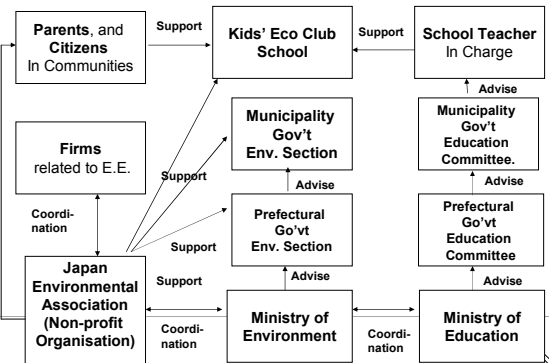 Parents, and
Citizens
In Communities
Support
Kids' Eco Club
School
Support
School Teacher
In Charge
Advise
Firms
related to E.E.
Municipality
Gov't
Env. Section
Municipality
Gov't
Education
Committee.
Support
Advise
Advise
Coordi-
nation
Prefectural
Go'vt
Env. Section
Prefectural
Go'vt
Education
Committee
Support
Japan
Environmental
Association
(Non-profit
Organisation)
Support
Advise
Advise
Coordi-
nation
Ministry of
Environment
Coordi-
nation
Ministry of
Education